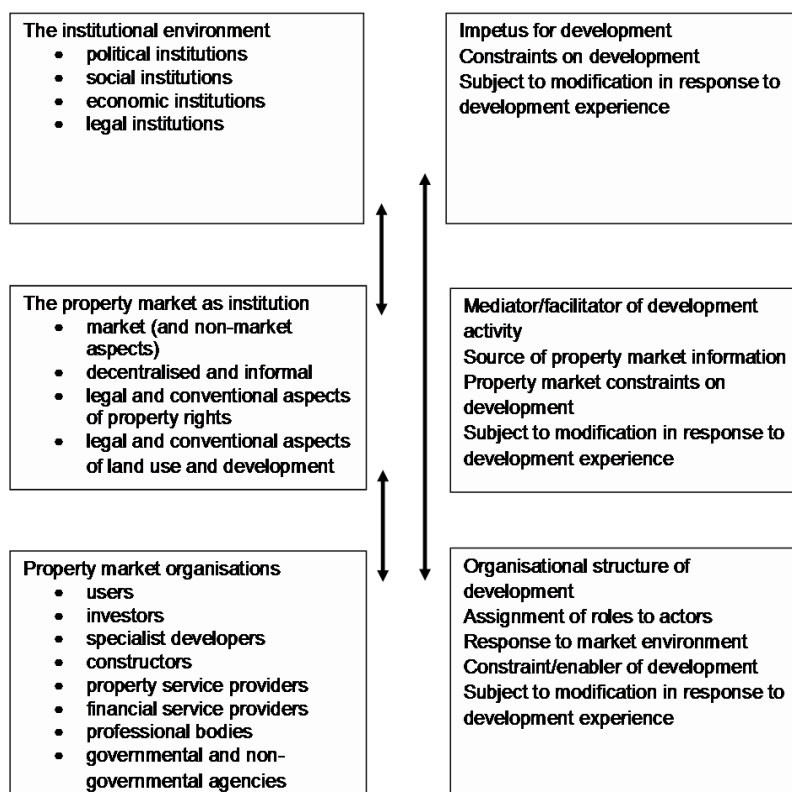 The institutional environment
• political institutions
• social institutions
• economic institutions
• legal institutions
Impetus for development
Constraints on development
Subject to modification in response to
development experience
The property market as institution
• market (and non-market
aspects)
• decentralised and informal
• legal and conventional aspects
of property rights
• legal and conventional aspects
of land use and development
Mediator/facilitator of development
activity
Source of property market information
Property market constraints on
development
Subject to modification in response to
development experience
Property market organisations
• users
• investors
• specialist developers
• constructors
• property service providers
• financial service providers
• professional bodies
• governmental and non-
governmental agencies
Organisational structure of
development
Assignment of roles to actors
Response to market environment
Constraint/enabler of development
Subject to modification in response to
development experience